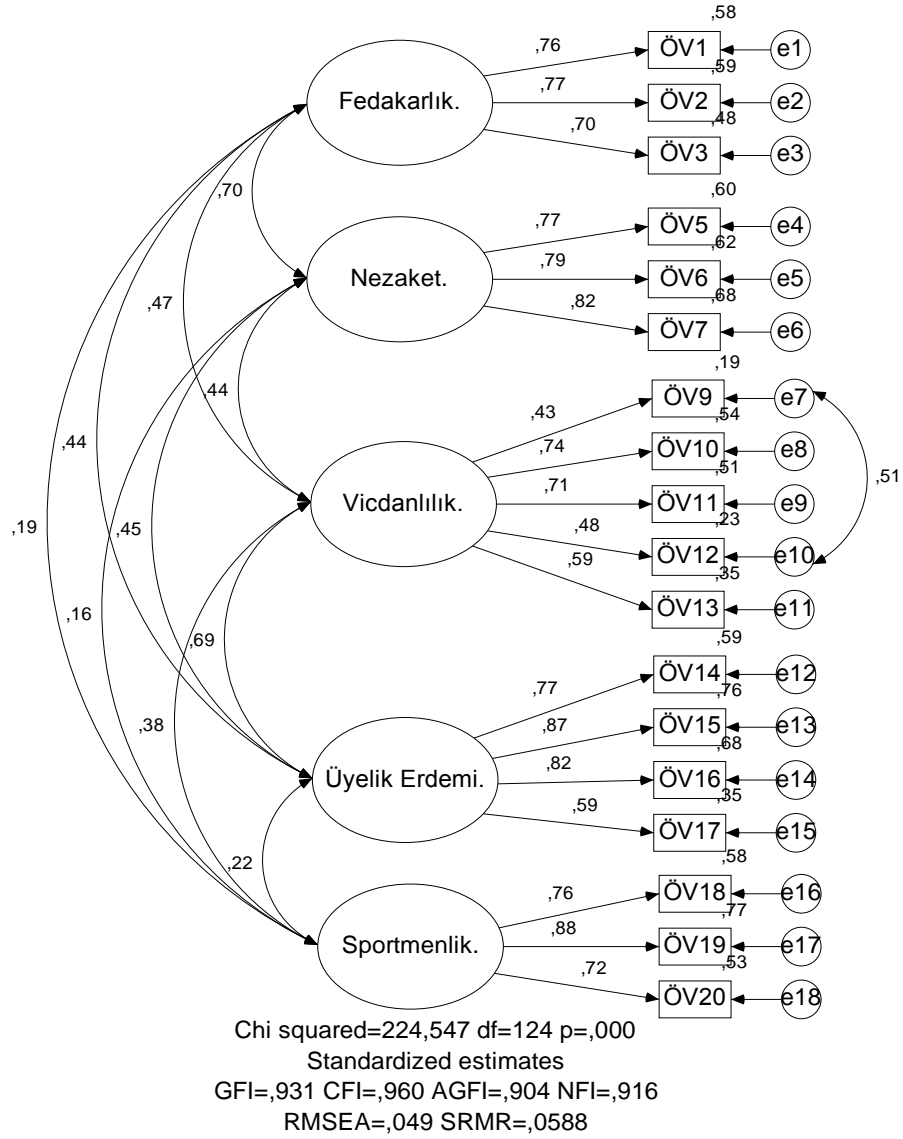 ,58
,76 ÖV1 e1
,59
,77 Fedakarlık. ÖV2 e2
,48
,70 ÖV3 e3
,70
,60
,77 ÖV5 e4
,62
,79 Nezaket. ÖV6 e5
,68
,47 ,82 ÖV7 e6
,19
,44 ,43 ÖV9 e7
,54
,44 ,74 ÖV10 e8
,51
,51
,19 ,45 Vicdanlılık. ,71 ÖV11 e9
,23
,48 ÖV12 e10
,35
,16 ,59 ÖV13 e11
,59
,69 ,77 ÖV14 e12
,76
,38 ,87 ÖV15 e13
,68
Üyelik Erdemi. ,82 ÖV16 e14
,35
,59 ÖV17 e15
,58
,22 ,76 ÖV18 e16
,77
Sportmenlik. ,88 ÖV19 e17
,53
,72 ÖV20 e18
Chi squared=224,547 df=124 p=,000
Standardized estimates
GFI=,931 CFI=,960 AGFI=,904 NFI=,916
RMSEA=,049 SRMR=,0588